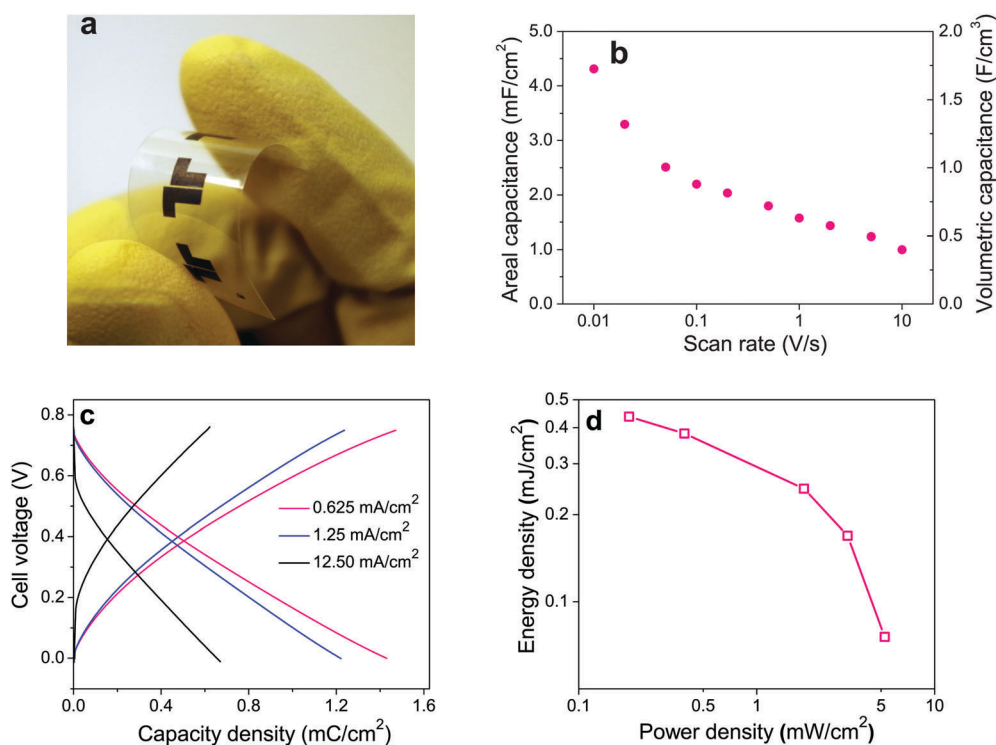 a
b
5.0
4.0
3.0
2.0
1.0
0.0
Areal capacitance (mF/cm²)
2.0
1.5
1.0
0.5
0.0
Volumetric capacitance (F/cm³)
0.01
0.1
1
10
Scan rate (V/s)
c
0.8
0.6
0.4
0.2
0.0
Cell voltage (V)
0.625 mA/cm²
1.25 mA/cm²
12.50 mA/cm²
0.0
0.4
0.8
1.2
1.6
Capacity density (mC/cm²)
d
0.5
0.4
0.3
0.2
0.1
Energy density (mJ/cm²)
0.1
1
5
10
Power density (mW/cm²)